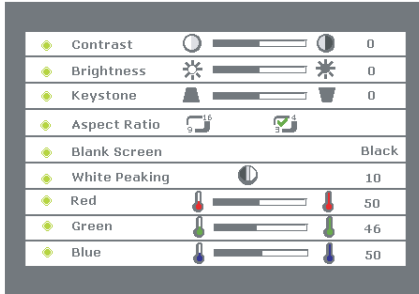 Contrast 0
Brightness 0
Keystone 0
Aspect Ratio 16 9 4 3
Blank Screen Black
White Peaking 10
Red 50
Green 46
Blue 50